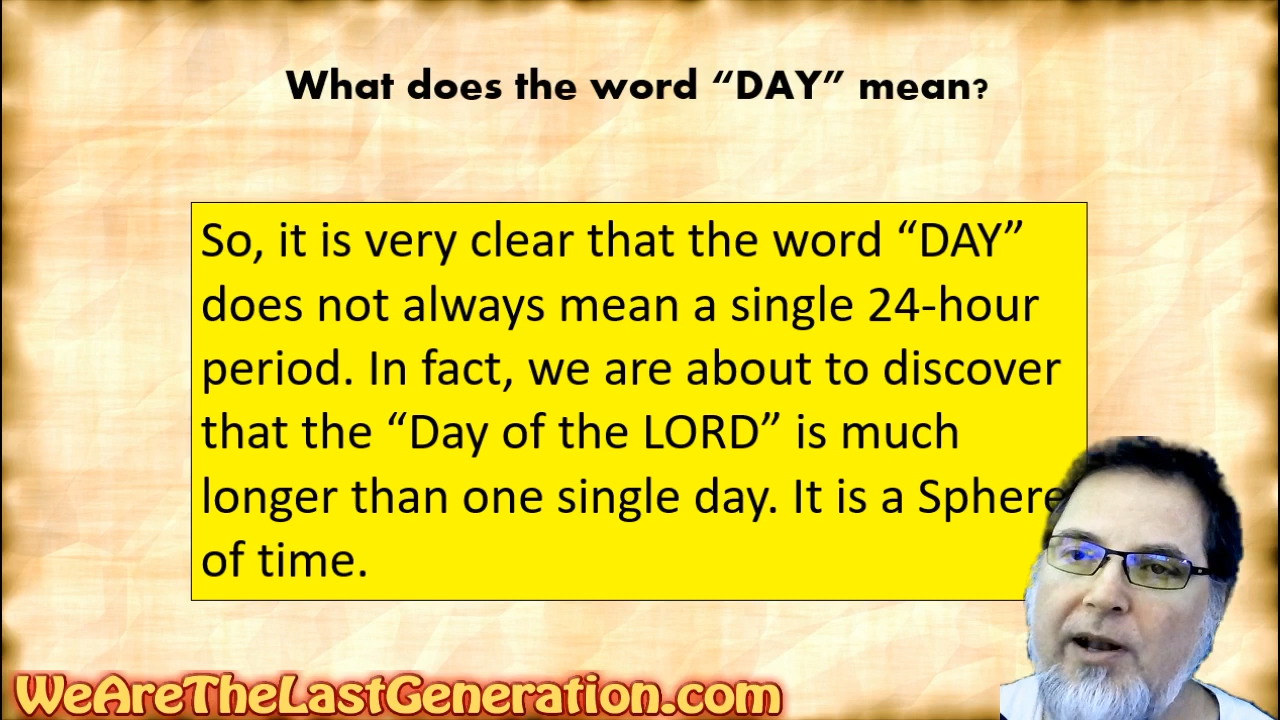 What does the word “DAY” mean?
So, it is very clear that the word “DAY”
does not always mean a single 24-hour
period. In fact, we are about to discover
that the “Day of the LORD” is much
longer than one single day. It is a Sphere
of time.
WeAreTheLastGeneration.com